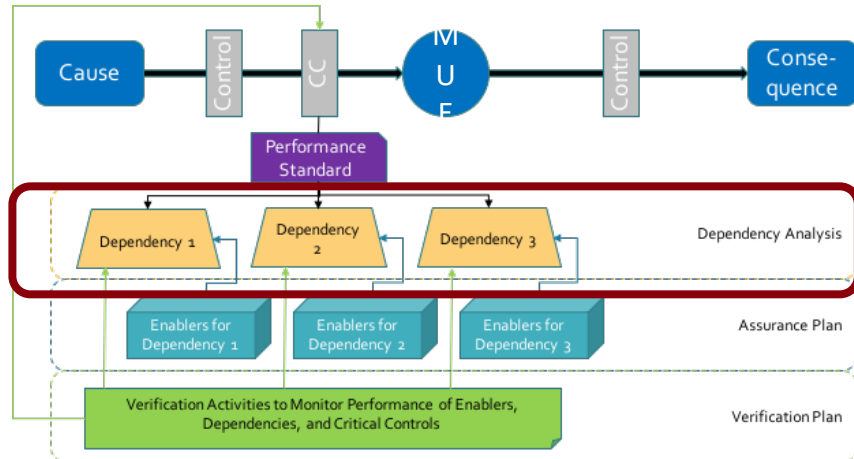 Cause
Control
CC
M
U
E
Control
Conse-
quence
Performance
Standard
Dependency 1
Dependency
2
Dependency 3
Dependency Analysis
Enablers for
Dependency 1
Enablers for
Dependency 2
Enablers for
Dependency 3
Assurance Plan
Verification Activities to Monitor Performance of Enablers,
Dependencies, and Critical Controls
Verification Plan